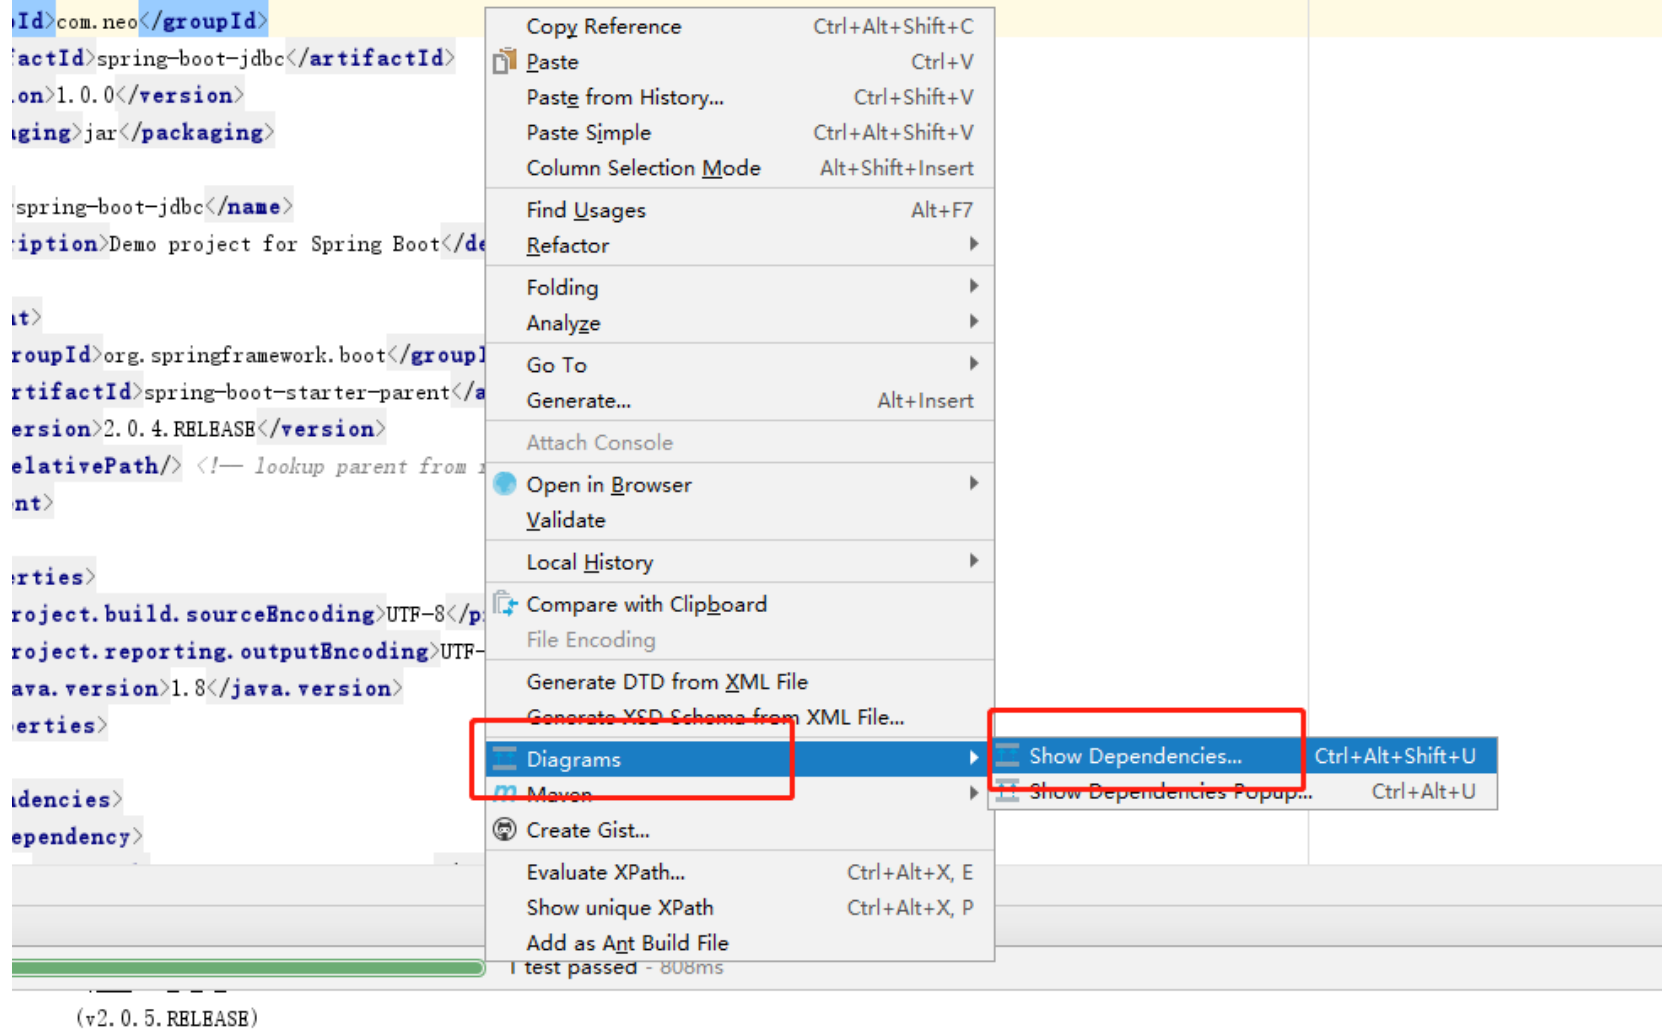 Id>com.neo</groupId>
actId>spring-boot-jdbc</artifactId>
on>1.0.0</version>
ging>jar</packaging>
spring-boot-jdbc</name>
iption>Demo project for Spring Boot</de
nt>
roupId>org.springframework.boot</group
rtifactId>spring-boot-starter-parent</a
ersion>2.0.4.RELEASE</version>
elativePath/> <!-- lookup parent from
nt>
erties>
roject.build.sourceEncoding>UTF-8</p
roject.reporting.outputEncoding>UTF-
ava.version>1.8</java.version>
erties>
dencies>
ependency>
Copy Reference Ctrl+Alt+Shift+C
Paste Ctrl+V
Paste from History... Ctrl+Shift+V
Paste Simple Ctrl+Alt+Shift+V
Column Selection Mode Alt+Shift+Insert
Find Usages Alt+F7
Refactor
Folding
Analyze
Go To
Generate... Alt+Insert
Attach Console
Open in Browser
Validate
Local History
Compare with Clipboard
File Encoding
Generate DTD from XML File
Generate XSD Schema from XML File...
Diagrams
Maven
Create Gist...
Evaluate XPath... Ctrl+Alt+X, E
Show unique XPath Ctrl+Alt+X, P
Add as Ant Build File
Show Dependencies... Ctrl+Alt+Shift+U
Show Dependencies Popup... Ctrl+Alt+U
1 test passed - 808ms
(v2.0.5.RELEASE)